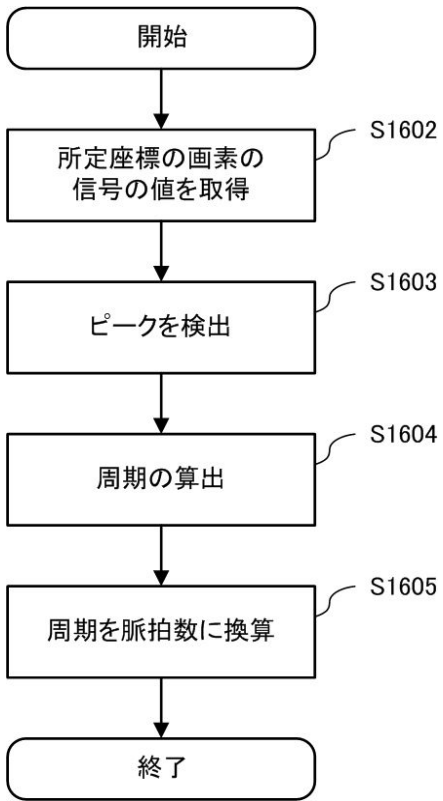 開始
S1602
所定座標の画素の
信号の値を取得
S1603
ピークを検出
S1604
周期の算出
S1605
周期を脈拍数に換算
終了